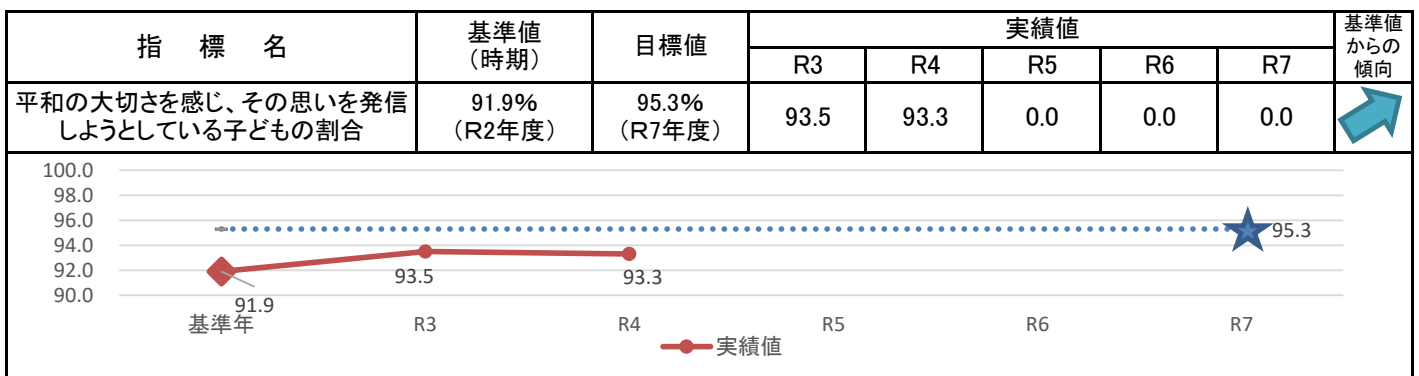 指 標 名
基準値
（時期）
目標値
実績値
基準値
からの
傾向
R3 R4 R5 R6 R7
平和の大切さを感じ、その思いを発信
しようとしている子どもの割合
91.9%
（R2年度）
95.3%
（R7年度）
93.5 93.3 0.0 0.0 0.0
100.0
98.0
96.0
94.0
92.0
90.0
95.3
93.5
93.3
91.9
基準年 R3 R4 R5 R6 R7
実績値